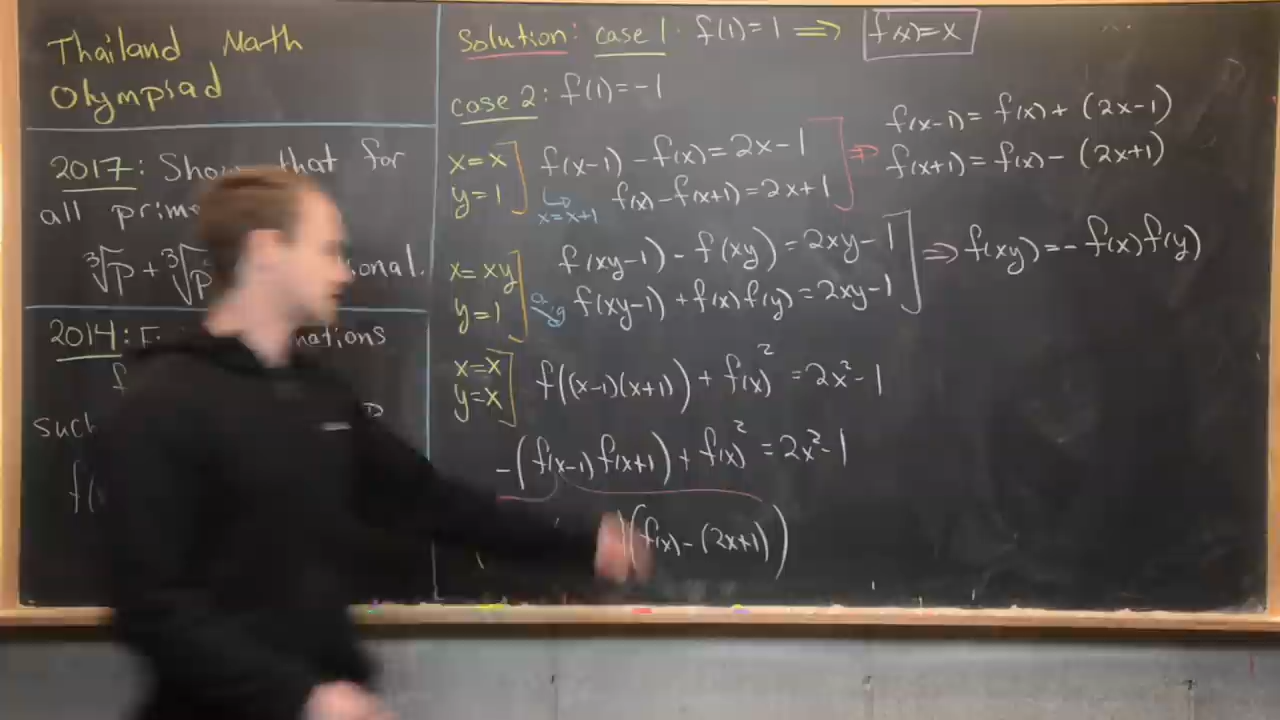 Thailand Math
Olympiad
2017: Show that for
all prime
∛p + ∛p ional.
2014: nations
f
such
f(
Solution: case 1: f(1)=1 ⟹ f(x)=x
case 2: f(1)=-1
x=x
y=1
f(x-1) - f(x) = 2x-1
↳ x=x+1 f(x) - f(x+1) = 2x+1
⇒ f(x-1) = f(x) + (2x-1)
f(x+1) = f(x) - (2x+1)
x=xy
y=1
f(xy-1) - f(xy) = 2xy-1
f(xy-1) + f(x)f(y) = 2xy-1
⇒ f(xy) = -f(x)f(y)
x=x
y=x
f((x-1)(x+1)) + f(x)² = 2x²-1
-(f(x-1)f(x+1)) + f(x)² = 2x²-1
)(f(x)-(2x+1))